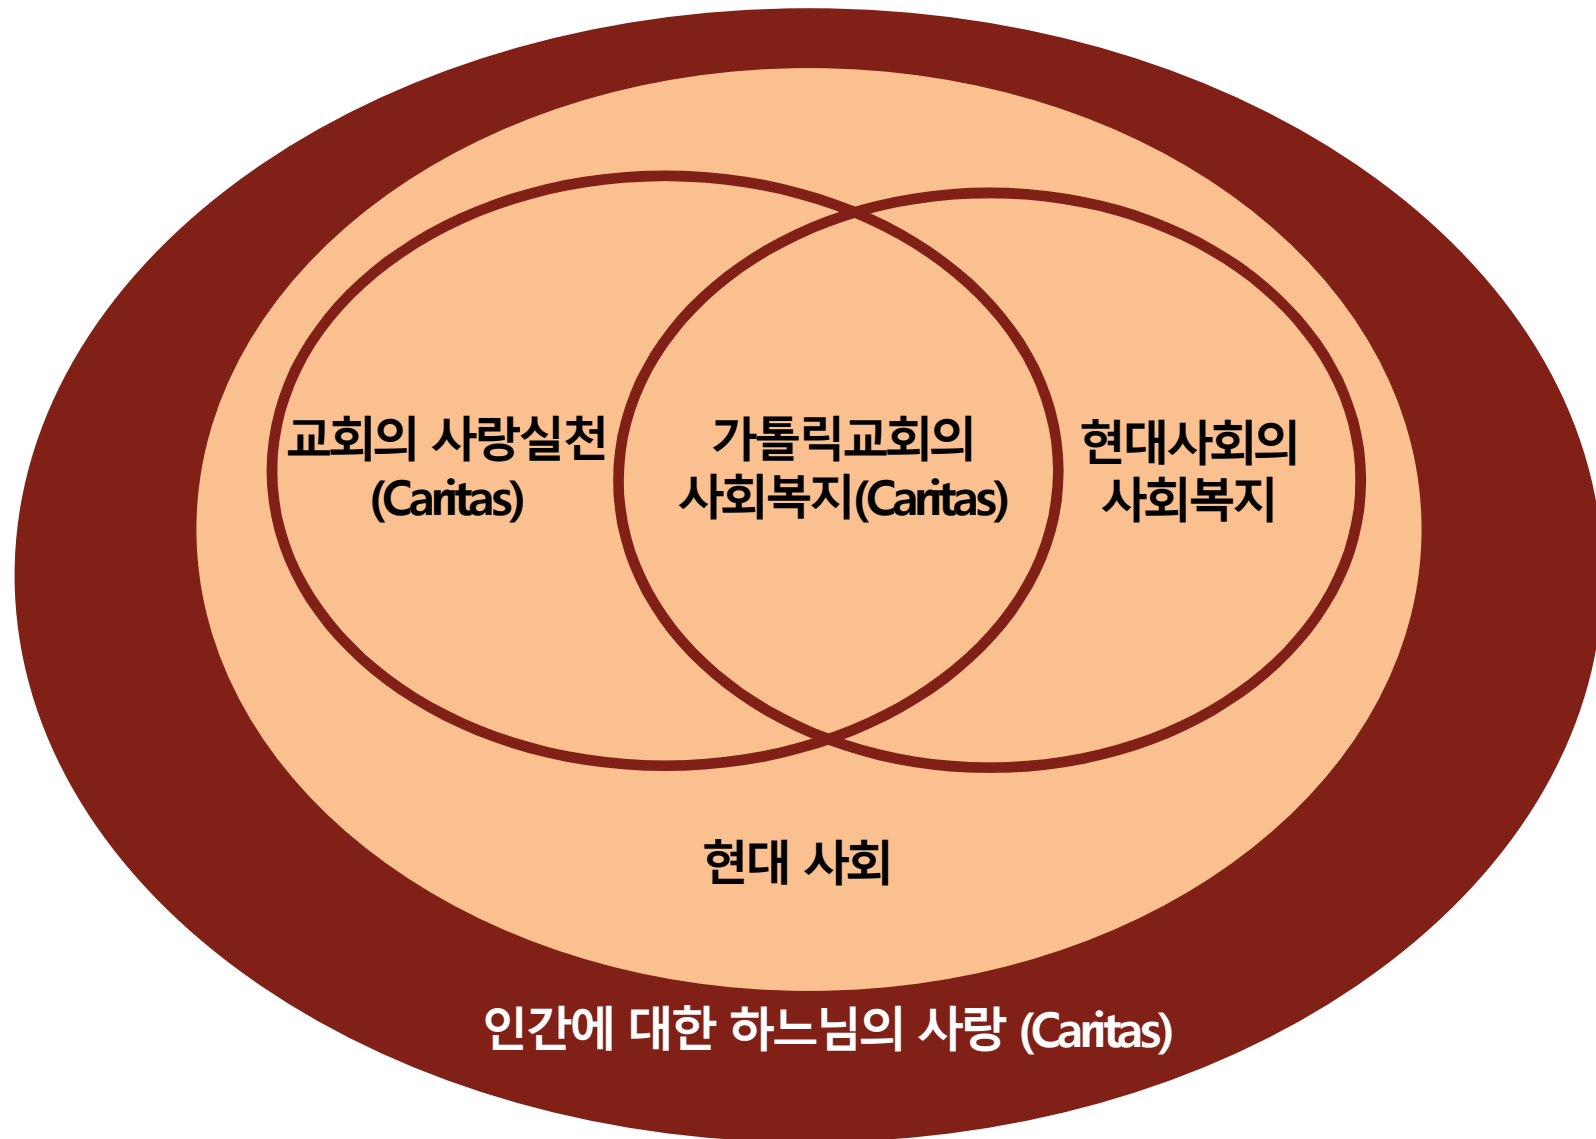 교회의 사랑실천
(Caritas)
가톨릭교회의
사회복지(Caritas)
현대사회의
사회복지
현대 사회
인간에 대한 하느님의 사랑 (Caritas)